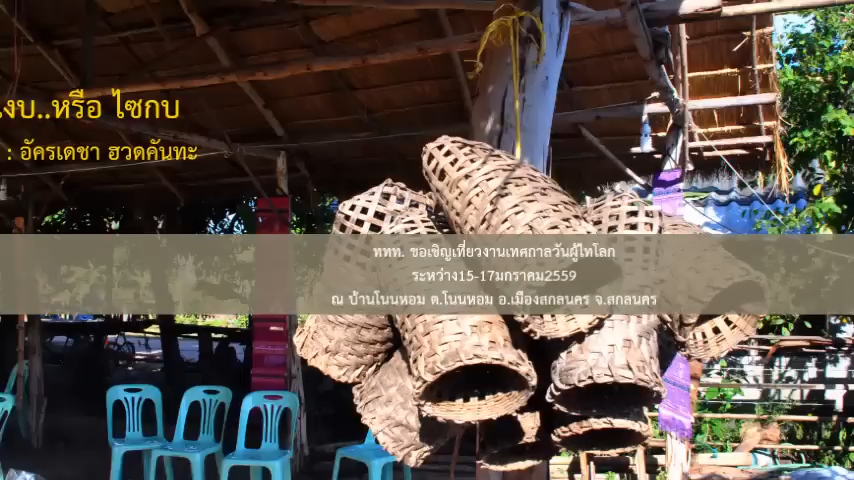 ..หรือ ไซกบ
: อัครเดชา ฮวดคันทะ
ททท. ขอเชิญเที่ยวงานเทศกาลวันผู้ไทโลก
ระหว่าง15-17มกราคม2559
ณ บ้านโนนหอม ต.โนนหอม อ.เมืองสกลนคร จ.สกลนคร